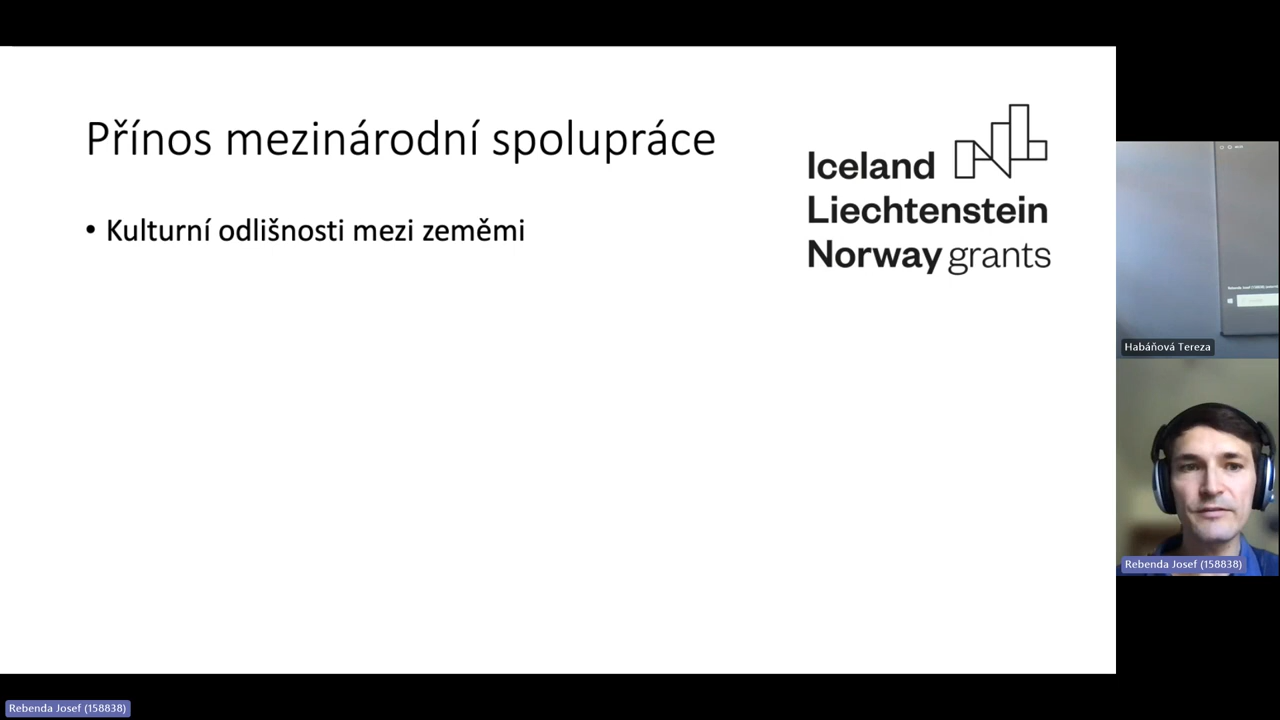 Přínos mezinárodní spolupráce
• Kulturní odlišnosti mezi zeměmi
Iceland
Liechtenstein
Norway grants
Habáňová Tereza
Rebenda Josef (158838)
Rebenda Josef (158838)